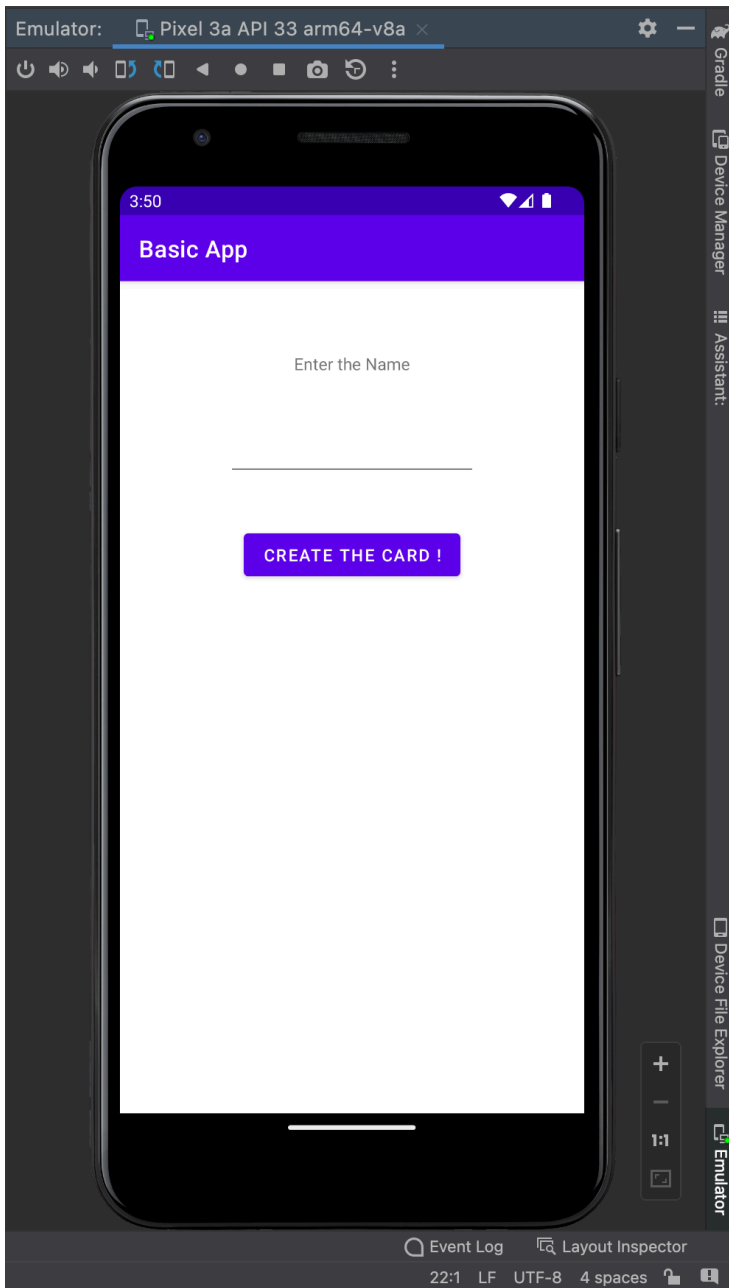 Emulator: Pixel 3a API 33 arm64-v8a
Gradle
Device Manager
Assistant:
3:50
Basic App
Enter the Name
CREATE THE CARD !
Device File Explorer
1:1
Emulator
Event Log Layout Inspector
22:1 LF UTF-8 4 spaces